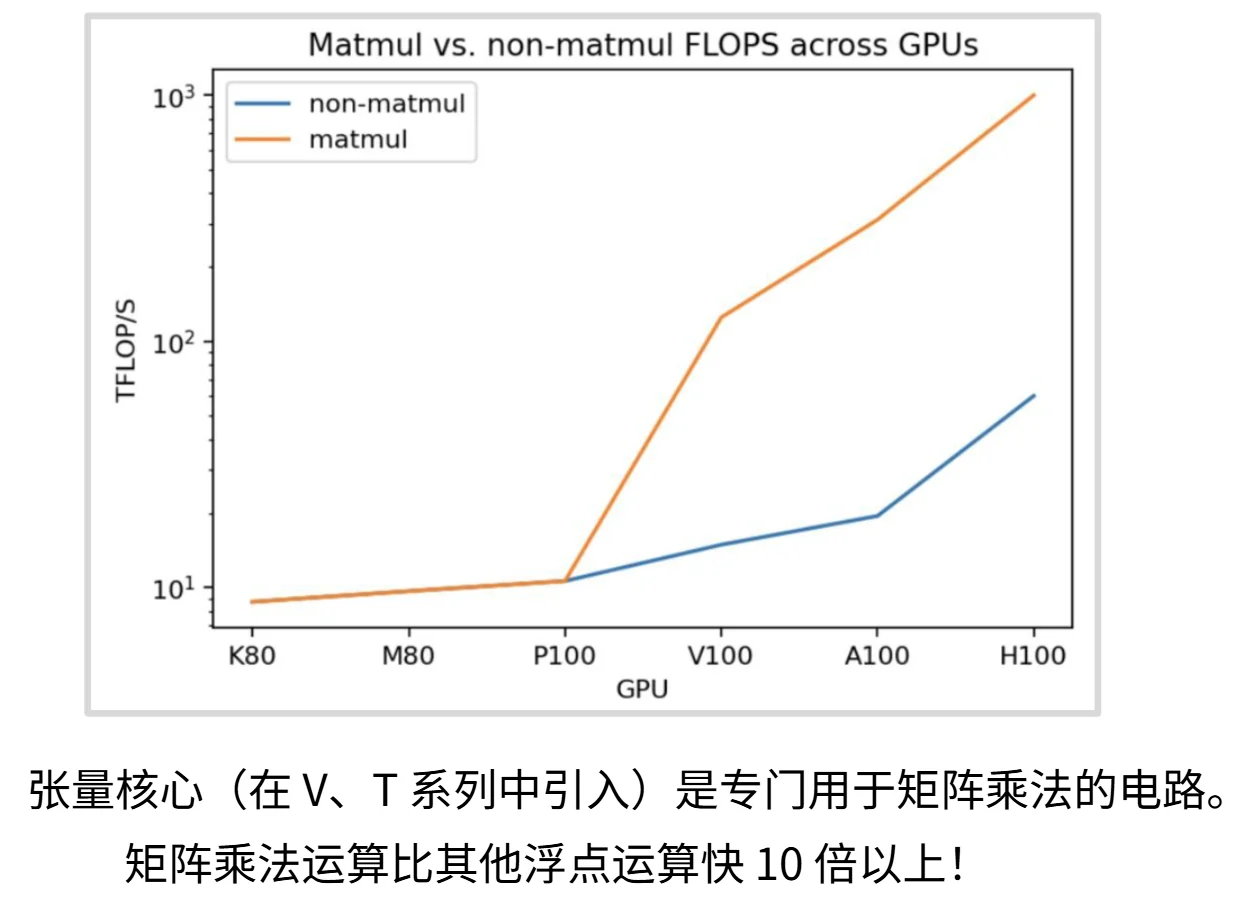 Matmul vs. non-matmul FLOPS across GPUs
non-matmul
matmul
10³
10²
10¹
TFLOP/S
K80 M80 P100 V100 A100 H100
GPU
张量核心（在 V、T 系列中引入）是专门用于矩阵乘法的电路。
矩阵乘法运算比其他浮点运算快 10 倍以上！